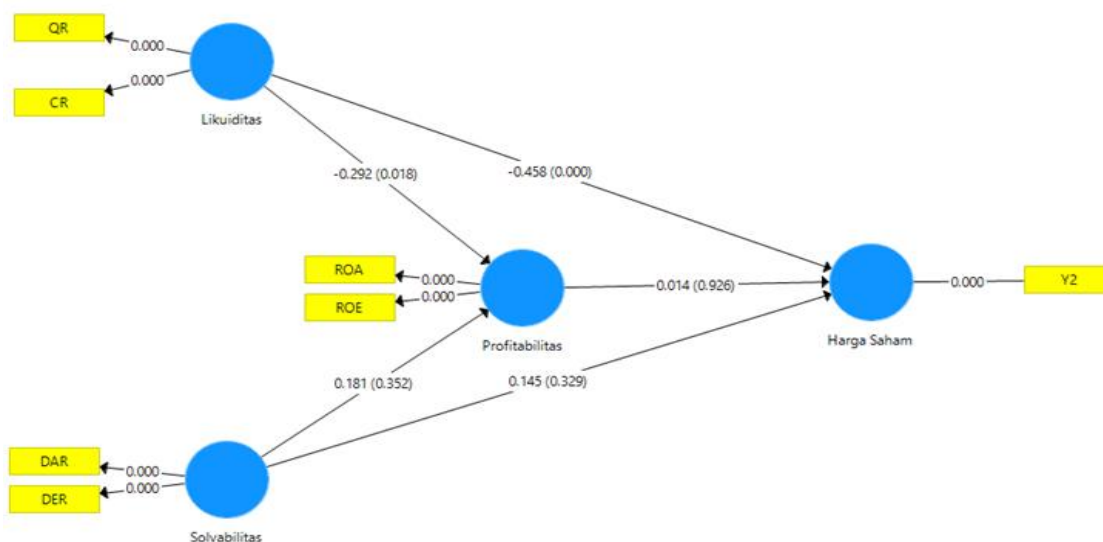 QR
0.000
0.000
CR
Likuiditas
-0.292 (0.018)
-0.458 (0.000)
ROA
0.000
ROE
0.000
Profitabilitas
0.014 (0.926)
Harga Saham
0.000
Y2
0.181 (0.352)
0.145 (0.329)
DAR
0.000
DER
0.000
Solvabilitas